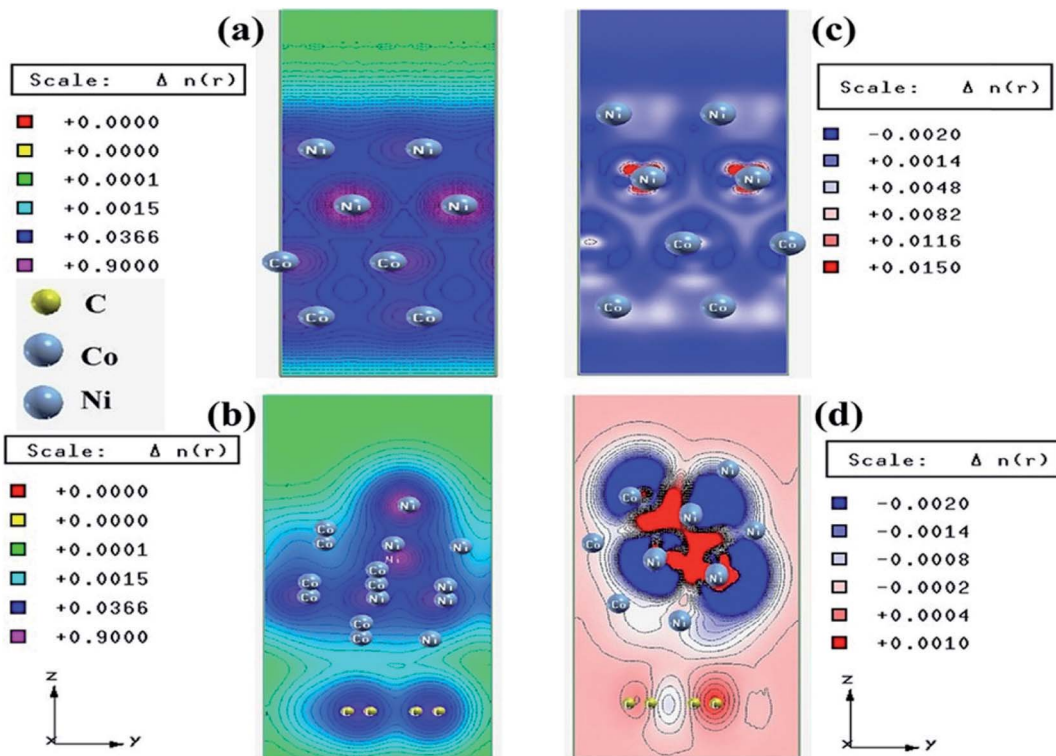 (a)
Scale: Δ n(r)
+0.0000
+0.0000
+0.0001
+0.0015
+0.0366
+0.9000
C
Co
Ni
Ni Ni
Ni Ni
Co Co
Co Co
(c)
Scale: Δ n(r)
-0.0020
+0.0014
+0.0048
+0.0082
+0.0116
+0.0150
Ni Ni
Ni Ni
Co Co
Co Co
(b)
Scale: Δ n(r)
+0.0000
+0.0000
+0.0001
+0.0015
+0.0366
+0.9000
Ni
Co
Co Ni Ni
Ni
Co Co Ni
Co Co Ni
Ni
Co
Co Ni
z
x y
(d)
Scale: Δ n(r)
-0.0020
-0.0014
-0.0008
-0.0002
+0.0004
+0.0010
Ni
Co
Ni
Ni
Co
Ni
Ni
Co
Ni
z
x y